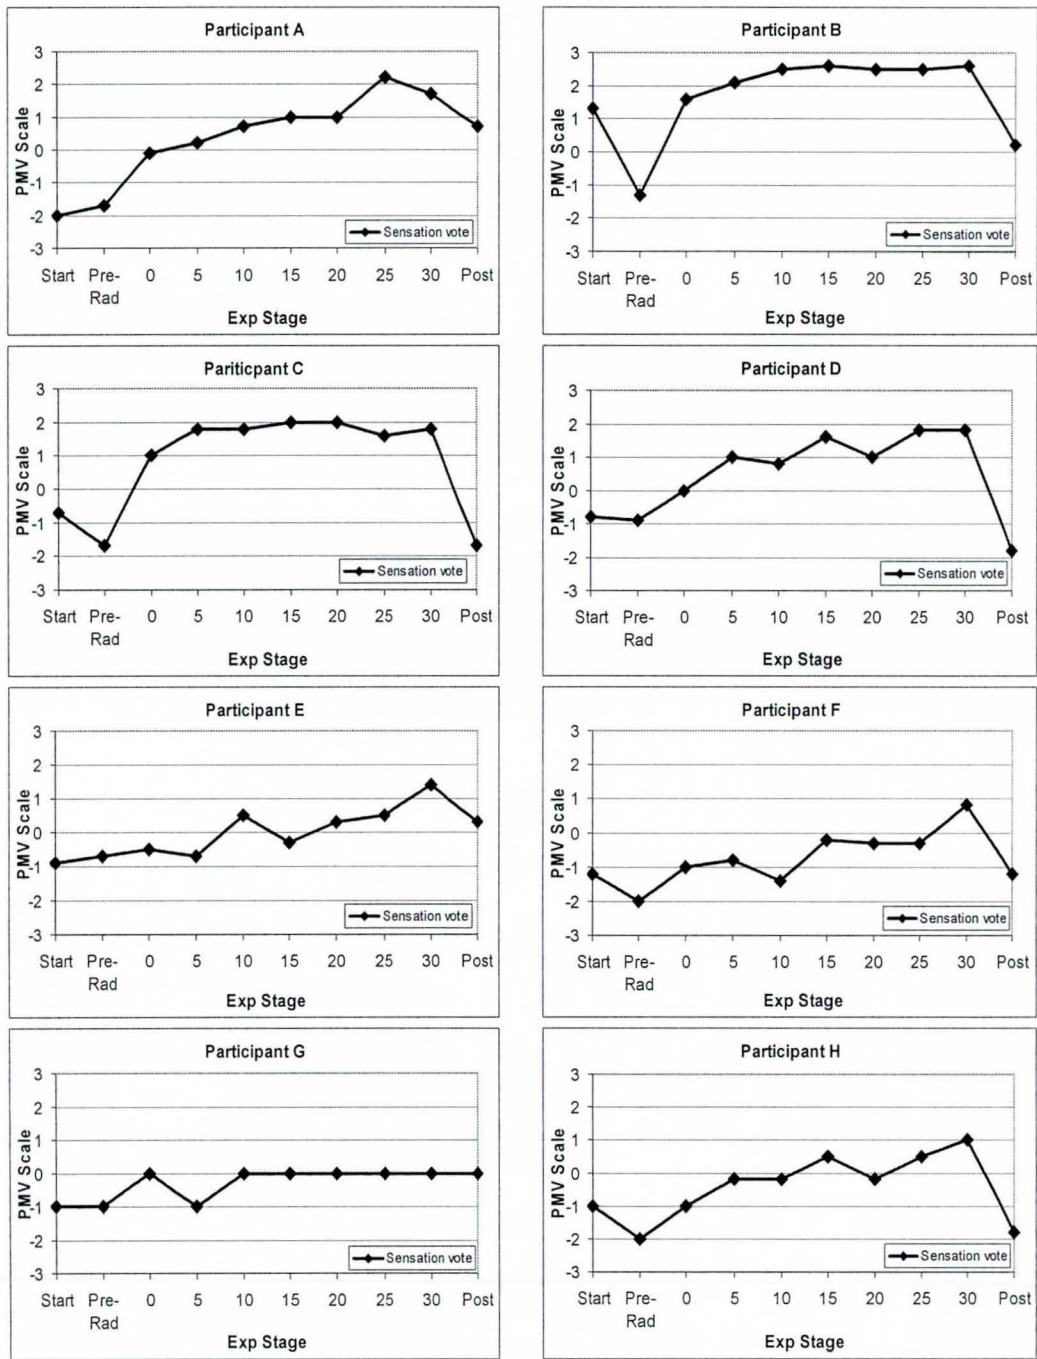 Participant A
3
2
1
0
-1
-2
-3
PMV Scale
Sensation vote
Start Pre-Rad 0 5 10 15 20 25 30 Post
Exp Stage
Participant B
3
2
1
0
-1
-2
-3
PMV Scale
Sensation vote
Start Pre-Rad 0 5 10 15 20 25 30 Post
Exp Stage
Pariticpant C
3
2
1
0
-1
-2
-3
PMV Scale
Sensation vote
Start Pre-Rad 0 5 10 15 20 25 30 Post
Exp Stage
Participant D
3
2
1
0
-1
-2
-3
PMV Scale
Sensation vote
Start Pre-Rad 0 5 10 15 20 25 30 Post
Exp Stage
Participant E
3
2
1
0
-1
-2
-3
PMV Scale
Sensation vote
Start Pre-Rad 0 5 10 15 20 25 30 Post
Exp Stage
Participant F
3
2
1
0
-1
-2
-3
PMV Scale
Sensation vote
Start Pre-Rad 0 5 10 15 20 25 30 Post
Exp Stage
Participant G
3
2
1
0
-1
-2
-3
PMV Scale
Sensation vote
Start Pre-Rad 0 5 10 15 20 25 30 Post
Exp Stage
Participant H
3
2
1
0
-1
-2
-3
PMV Scale
Sensation vote
Start Pre-Rad 0 5 10 15 20 25 30 Post
Exp Stage